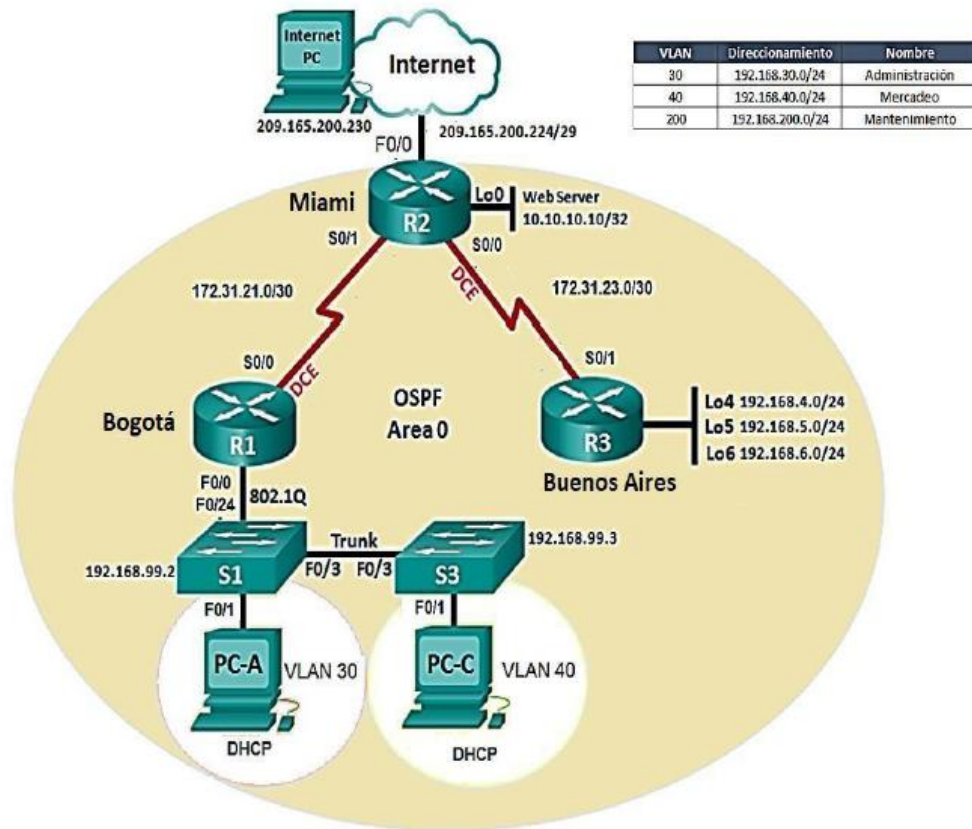 Internet
PC
Internet
209.165.200.230
209.165.200.224/29
F0/0
VLAN Direccionamiento Nombre
30 192.168.30.0/24 Administración
40 192.168.40.0/24 Mercadeo
200 192.168.200.0/24 Mantenimiento
Miami
R2
Lo0
Web Server
10.10.10.10/32
S0/1
S0/0
DCE
172.31.21.0/30
172.31.23.0/30
S0/0
DCE
S0/1
Bogotá
R1
OSPF
Area 0
R3
Buenos Aires
Lo4 192.168.4.0/24
Lo5 192.168.5.0/24
Lo6 192.168.6.0/24
F0/0
802.1Q
F0/24
Trunk
192.168.99.3
192.168.99.2
S1
F0/3
F0/3
S3
F0/1
F0/1
PC-A
VLAN 30
PC-C
VLAN 40
DHCP
DHCP